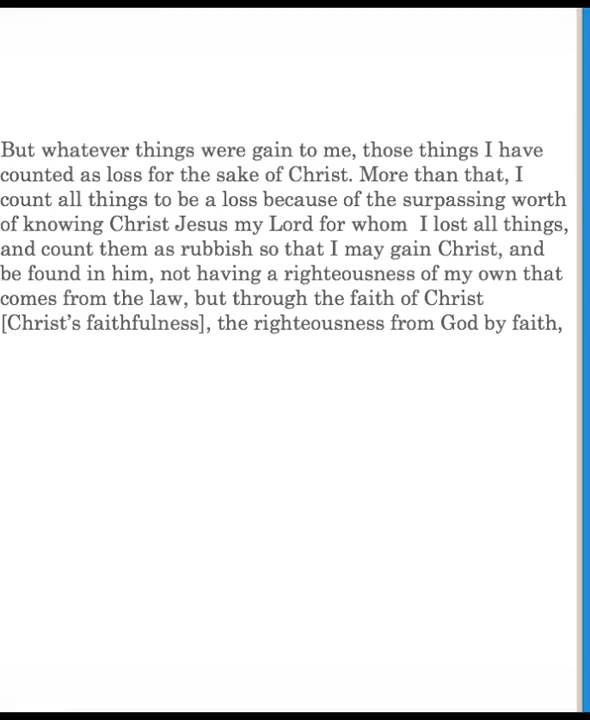 But whatever things were gain to me, those things I have
counted as loss for the sake of Christ. More than that, I
count all things to be a loss because of the surpassing worth
of knowing Christ Jesus my Lord for whom  I lost all things,
and count them as rubbish so that I may gain Christ, and
be found in him, not having a righteousness of my own that
comes from the law, but through the faith of Christ
[Christ’s faithfulness], the righteousness from God by faith,